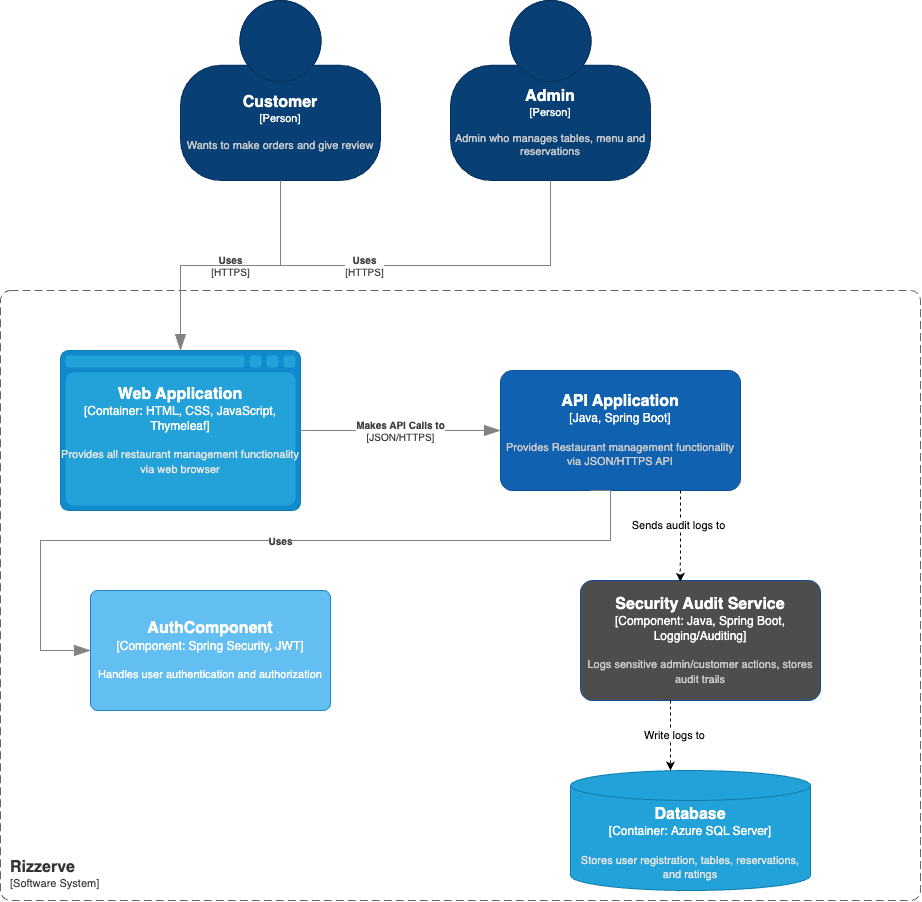 Customer
[Person]
Wants to make orders and give review
Admin
[Person]
Admin who manages tables, menu and
reservations
Uses
[HTTPS]
Uses
[HTTPS]
Web Application
[Container: HTML, CSS, JavaScript,
Thymeleaf]
Provides all restaurant management functionality
via web browser
Makes API Calls to
[JSON/HTTPS]
API Application
[Java, Spring Boot]
Provides Restaurant management functionality
via JSON/HTTPS API
Sends audit logs to
Uses
AuthComponent
[Component: Spring Security, JWT]
Handles user authentication and authorization
Security Audit Service
[Component: Java, Spring Boot,
Logging/Auditing]
Logs sensitive admin/customer actions, stores
audit trails
Write logs to
Database
[Container: Azure SQL Server]
Stores user registration, tables, reservations,
and ratings
Rizzerve
[Software System]